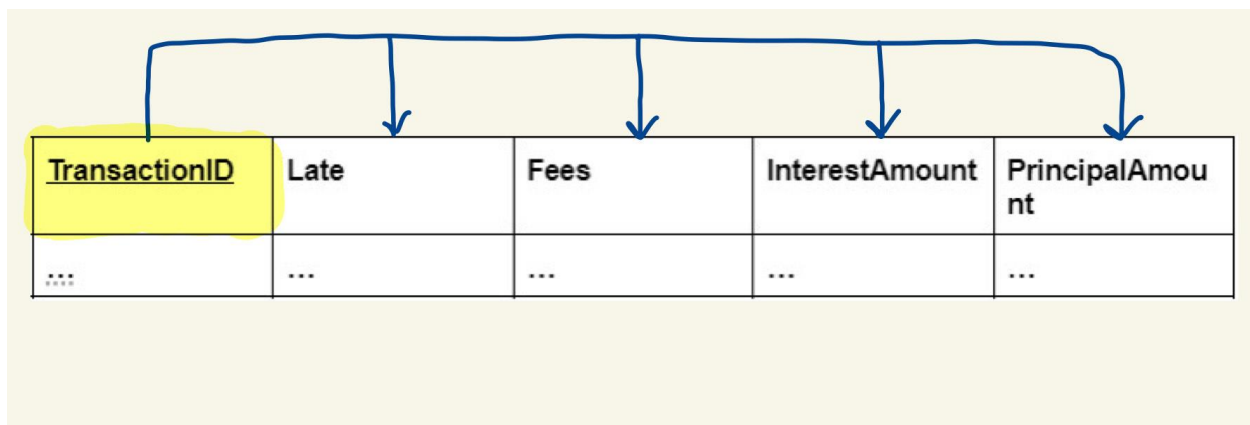 TransactionID Late Fees InterestAmount PrincipalAmou
nt
... ... ... ... ...